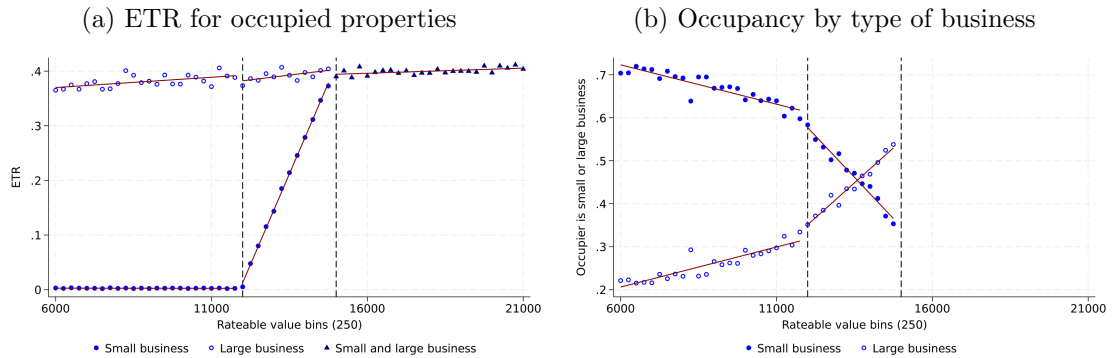 (a) ETR for occupied properties
ETR
.4
.3
.2
.1
0
6000 11000 16000 21000
Rateable value bins (250)
Small business Large business Small and large business
(b) Occupancy by type of business
Occupier is small or large business
.7
.6
.5
.4
.3
.2
6000 11000 16000 21000
Rateable value bins (250)
Small business Large business